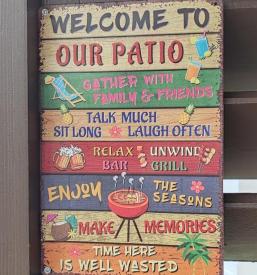 WELCOME TO
OUR PATIO
GATHER WITH
FAMILY & FRIENDS
TALK MUCH
SIT LONG LAUGH OFTEN
RELAX UNWIND
BAR GRILL
ENJOY THE
SEASONS
MAKE MEMORIES
TIME HERE
IS WELL WASTED